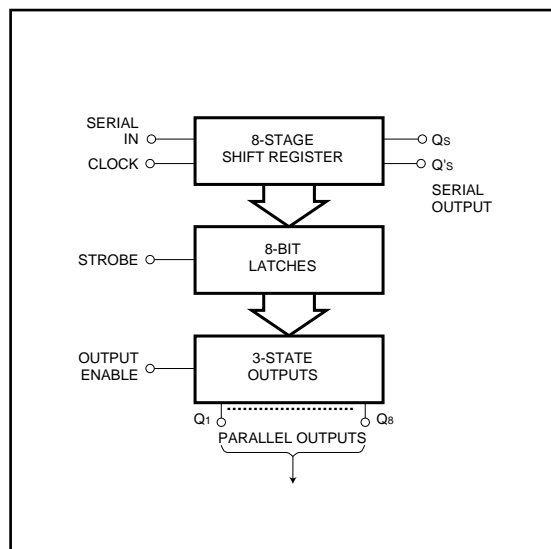 SERIAL
IN
CLOCK
8-STAGE
SHIFT REGISTER
QS
Q'S
SERIAL
OUTPUT
STROBE
8-BIT
LATCHES
OUTPUT
ENABLE
3-STATE
OUTPUTS
Q1
Q8
PARALLEL OUTPUTS